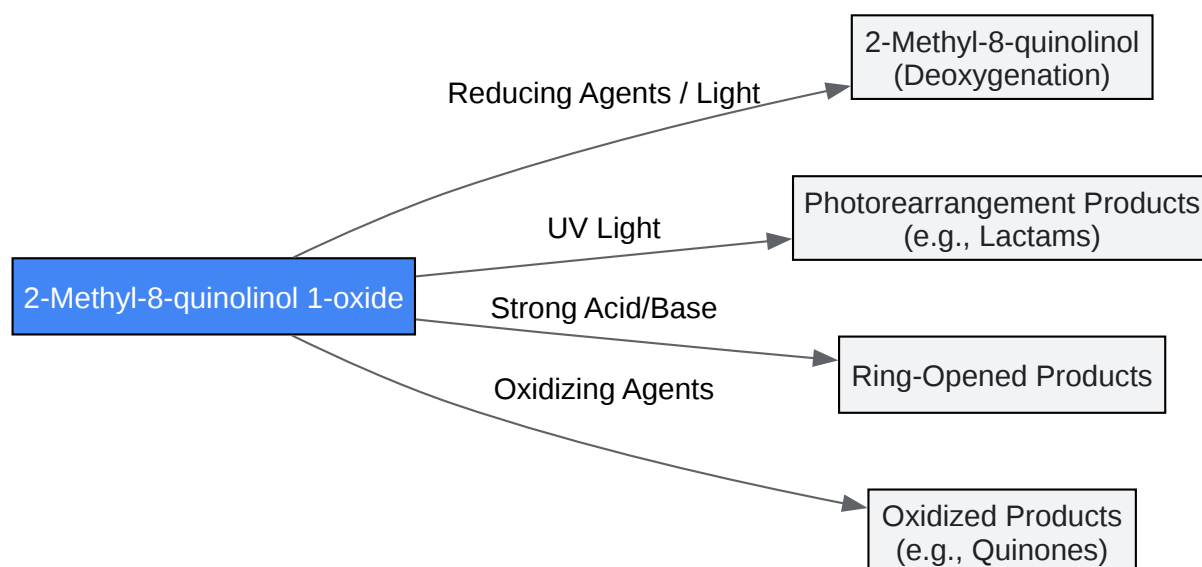 2-Methyl-8-quinolinol
(Deoxygenation)
Reducing Agents / Light
Photorearrangement Products
(e.g., Lactams)
UV Light
2-Methyl-8-quinolinol 1-oxide
Strong Acid/Base
Ring-Opened Products
Oxidizing Agents
Oxidized Products
(e.g., Quinones)